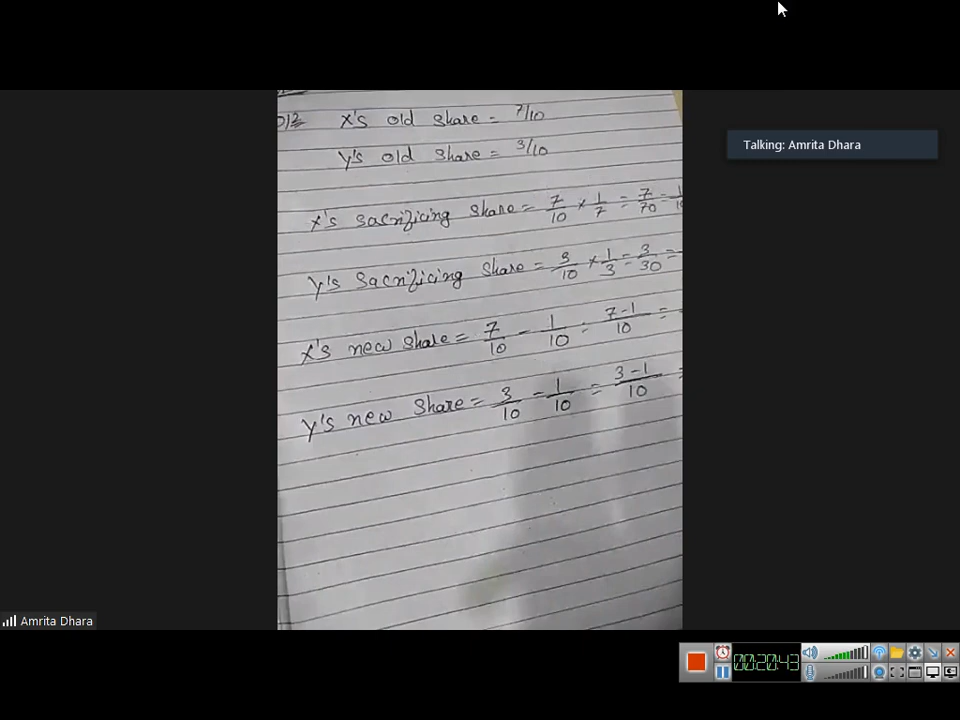 X's old share = 7/10
Y's old share = 3/10
Talking: Amrita Dhara
X's sacrificing share = 7/10 × 1/7 = 7/70 = 1/10
Y's sacrificing share = 3/10 × 1/3 = 3/30 =
X's new share = 7/10 - 1/10 = 7-1/10 =
Y's new share = 3/10 - 1/10 = 3-1/10 =
Amrita Dhara
00:20:43